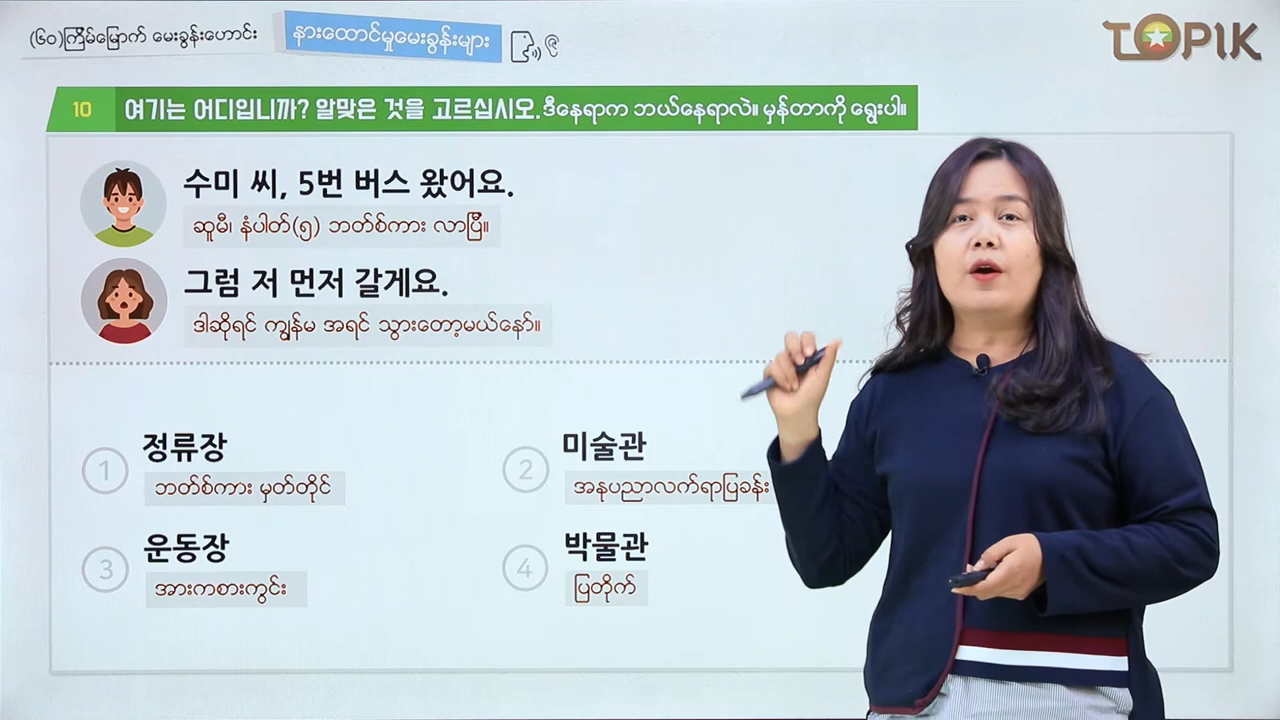 (၆၀)ကြိမ်မြောက် မေးခွန်းဟောင်း
နားထောင်မှုမေးခွန်းများ
TOPIK
10 여기는 어디입니까? 알맞은 것을 고르십시오. ဒီနေရာက ဘယ်နေရာလဲ။ မှန်တာကို ရွေးပါ။
수미 씨, 5번 버스 왔어요.
ဆူမီ၊ နံပါတ်(၅) ဘတ်စ်ကား လာပြီ။
그럼 저 먼저 갈게요.
ဒါဆိုရင် ကျွန်မ အရင် သွားတော့မယ်နော်။
1 정류장
ဘတ်စ်ကား မှတ်တိုင်
2 미술관
အနုပညာလက်ရာပြခန်း
3 운동장
အားကစားကွင်း
4 박물관
ပြတိုက်